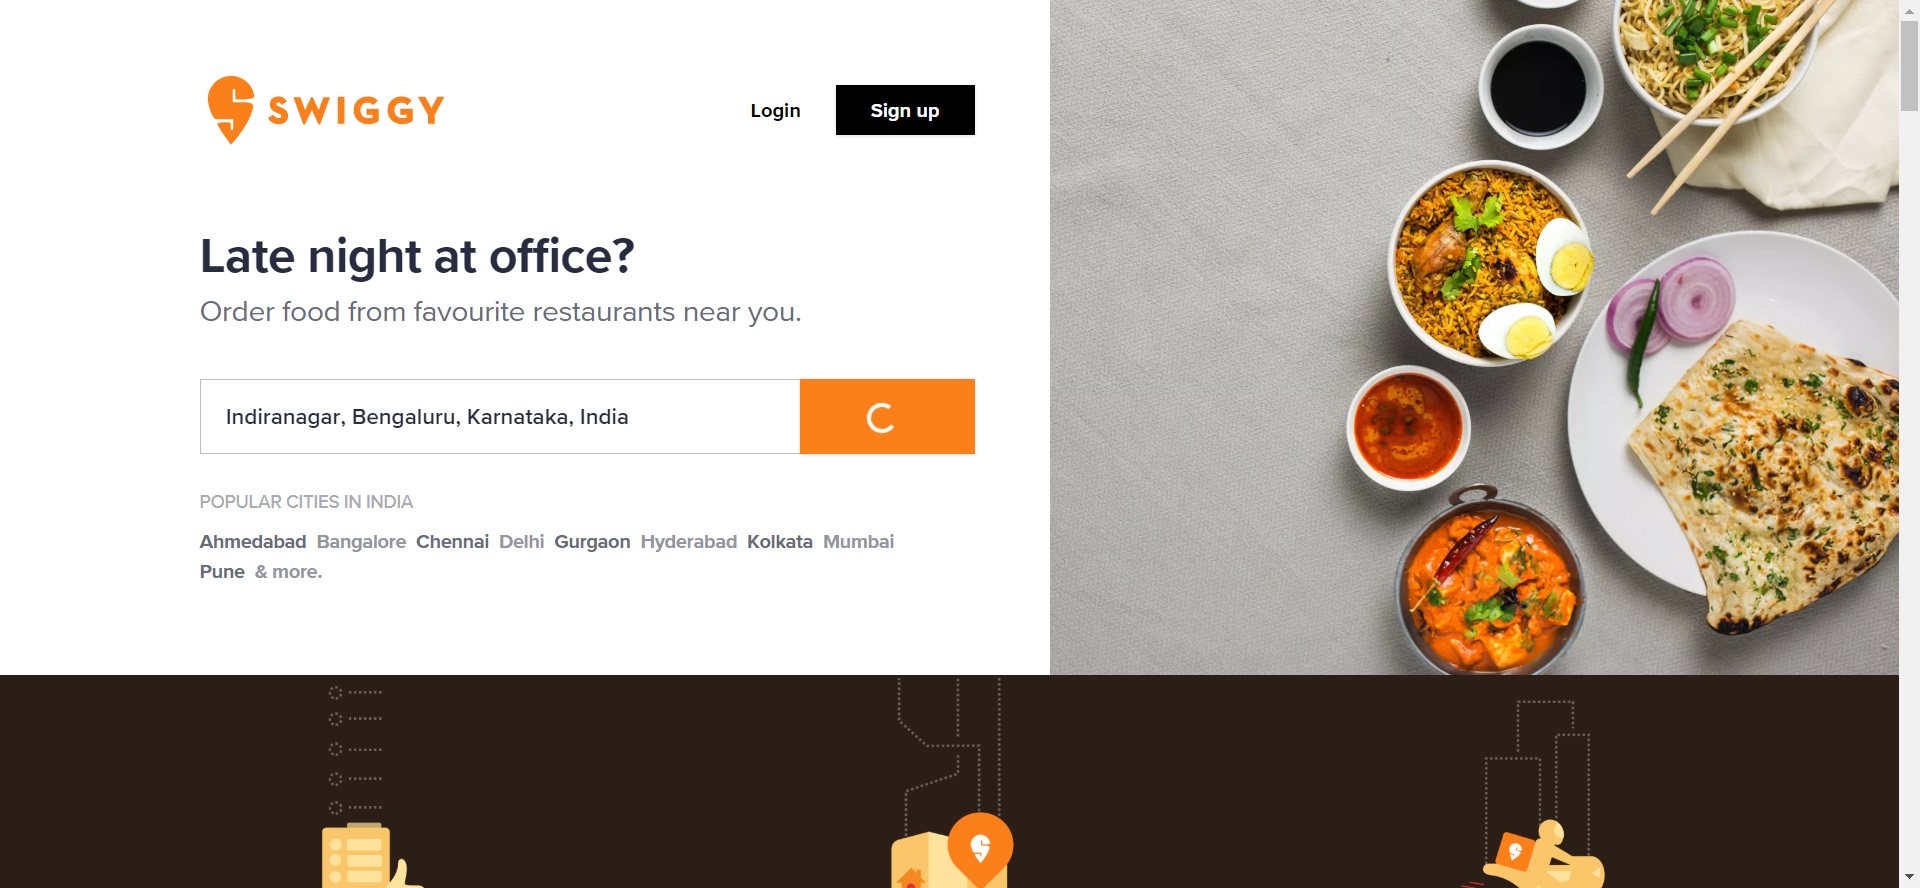 SWIGGY
Login
Sign up
Late night at office?
Order food from favourite restaurants near you.
Indiranagar, Bengaluru, Karnataka, India
POPULAR CITIES IN INDIA
Ahmedabad Bangalore Chennai Delhi Gurgaon Hyderabad Kolkata Mumbai
Pune & more.